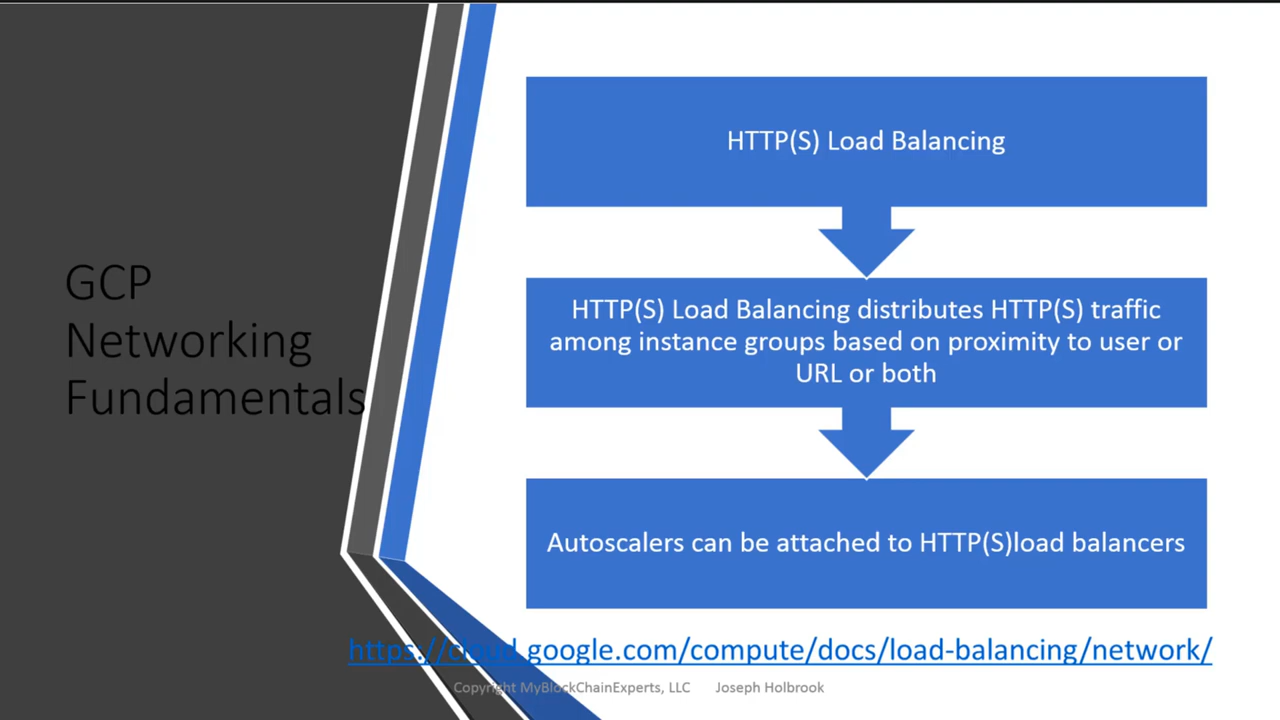 GCP
Networking
Fundamentals
HTTP(S) Load Balancing
HTTP(S) Load Balancing distributes HTTP(S) traffic
among instance groups based on proximity to user or
URL or both
Autoscalers can be attached to HTTP(S)load balancers
https://cloud.google.com/compute/docs/load-balancing/network/
Copyright MyBlockChainExperts, LLC Joseph Holbrook